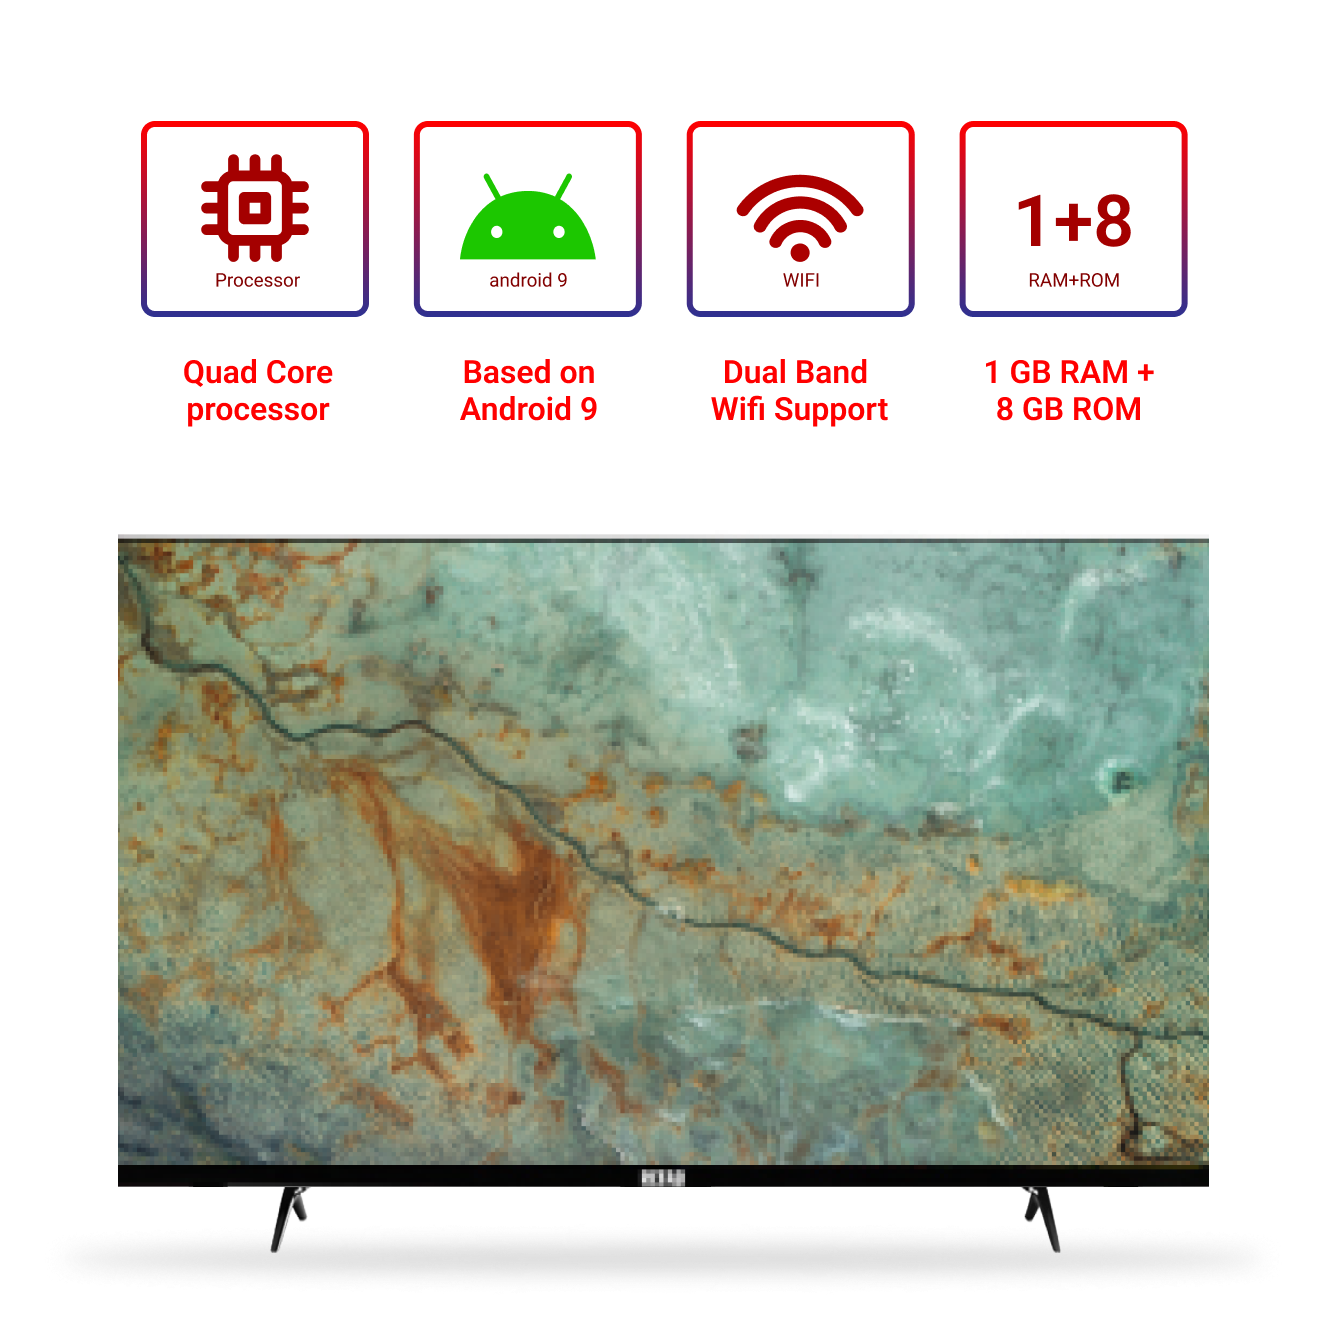 Processor
android 9
WIFI
1+8
RAM+ROM
Quad Core
processor
Based on
Android 9
Dual Band
Wifi Support
1 GB RAM +
8 GB ROM